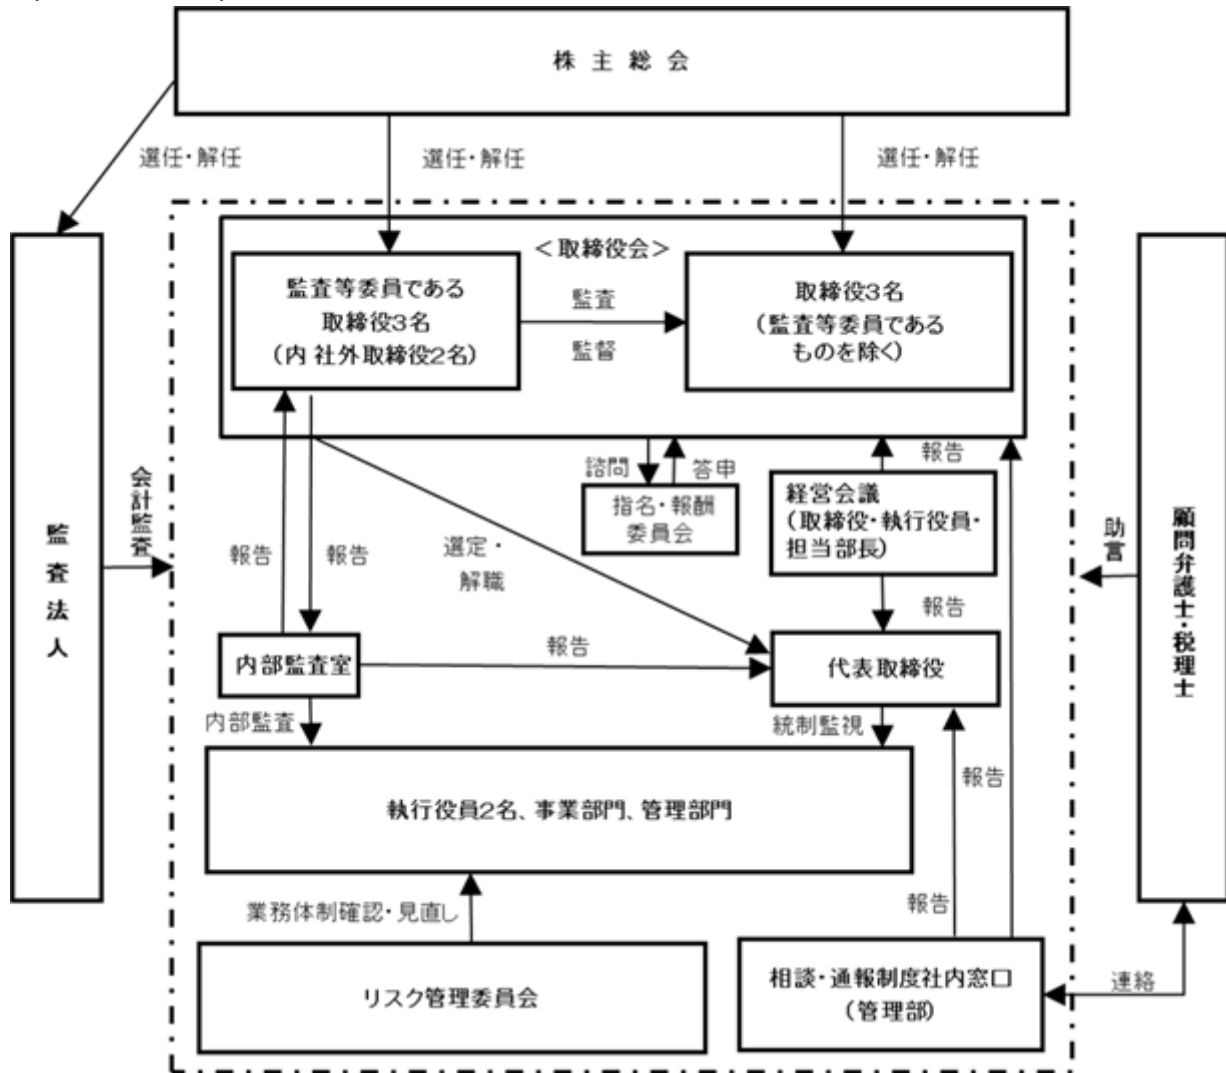 株主総会
選任・解任
選任・解任
選任・解任
＜取締役会＞
監査等委員である
取締役3名
（内 社外取締役2名）
監査
監督
取締役3名
（監査等委員である
ものを除く）
監査法人
会計監査
報告
報告
選定・
解職
諮問
答申
指名・報酬
委員会
報告
経営会議
（取締役・執行役員・
担当部長）
報告
助言
顧問弁護士・税理士
内部監査室
報告
代表取締役
内部監査
統制監視
報告
執行役員2名、事業部門、管理部門
業務体制確認・見直し
報告
リスク管理委員会
相談・通報制度社内窓口
（管理部）
連絡